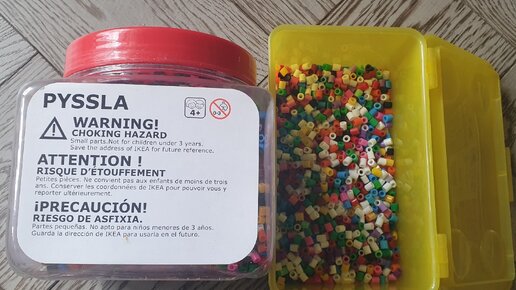 PYSSLA
WARNING!
CHOKING HAZARD
Small parts. Not for children under 3 years.
Save the address of IKEA for future reference.
4+
0-3
ATTENTION !
RISQUE D'ÉTOUFFEMENT
Petites pièces. Ne convient pas aux enfants de moins de trois
ans. Conserver les coordonnées de IKEA pour pouvoir vous y
reporter ultérieurement.
¡PRECAUCIÓN!
RIESGO DE ASFIXIA.
Partes pequeñas. No apto para niños menores de 3 años.
Guarda la dirección de IKEA para usarla en el futuro.